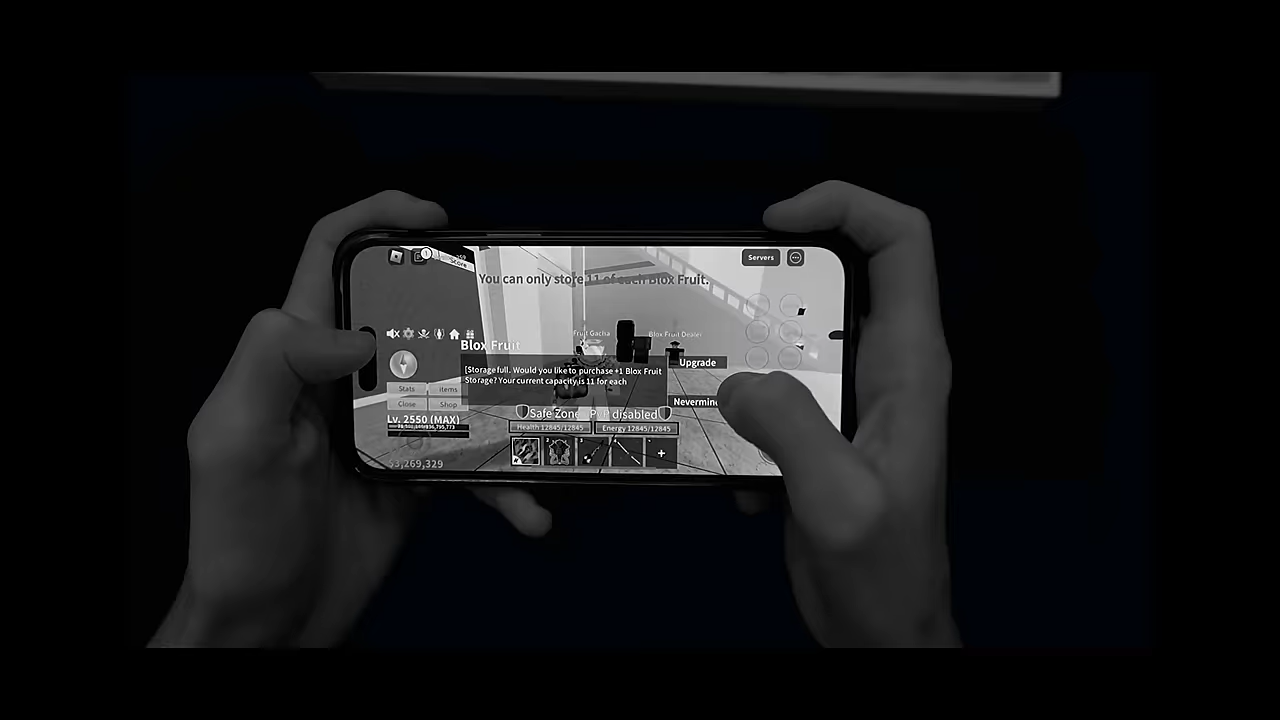 Store
Servers
You can only store 11 of each Blox Fruit.
Fruit Gacha
Blox Fruit Dealer
Blox Fruit
Upgrade
[Storage full. Would you like to purchase +1 Blox Fruit
Storage? Your current capacity is 11 for each
Nevermind
Stats
Items
Close
Shop
Safe Zone PvP disabled
Lv. 2550 (MAX)
Health 12845/12845
Energy 12845/12845
3,269,329